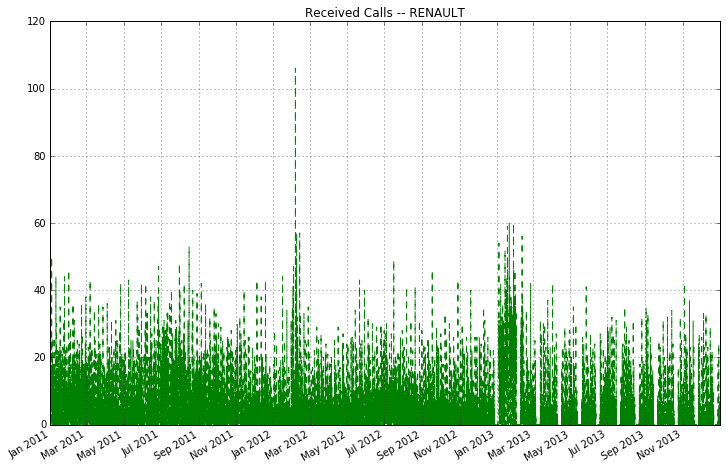 Received Calls -- RENAULT
120
100
80
60
40
20
0
Jan 2011
Mar 2011
May 2011
Jul 2011
Sep 2011
Nov 2011
Jan 2012
Mar 2012
May 2012
Jul 2012
Sep 2012
Nov 2012
Jan 2013
Mar 2013
May 2013
Jul 2013
Sep 2013
Nov 2013